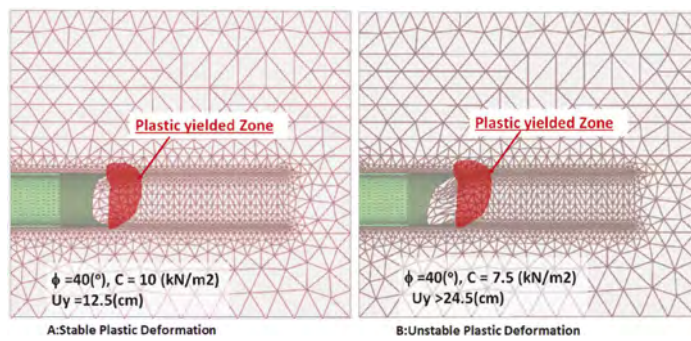 Plastic yielded Zone
ϕ =40(°), C = 10 (kN/m2)
Uy =12.5(cm)
A:Stable Plastic Deformation
Plastic yielded Zone
ϕ =40(°), C = 7.5 (kN/m2)
Uy >24.5(cm)
B:Unstable Plastic Deformation